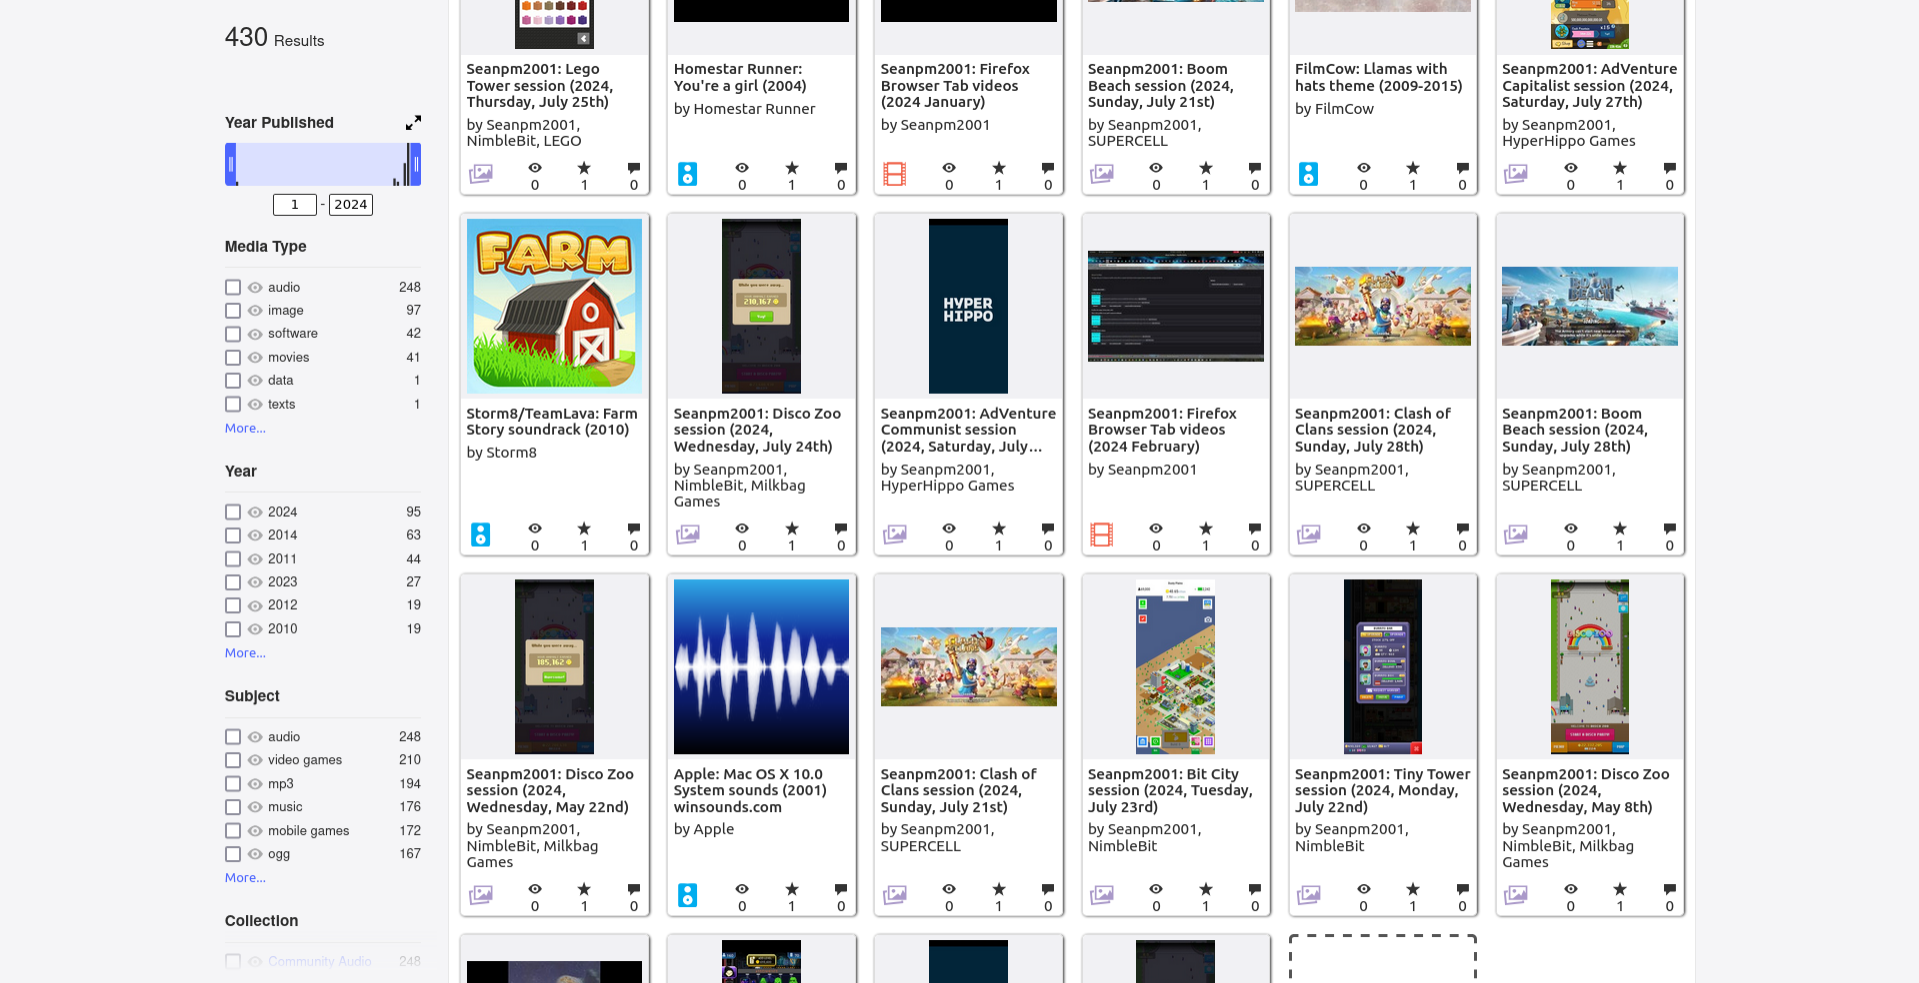 430 Results
Year Published
1 - 2024
Media Type
audio 248
image 97
software 42
movies 41
data 1
texts 1
More...
Year
2024 95
2014 63
2011 44
2023 27
2012 19
2010 19
More...
Subject
audio 248
video games 210
mp3 194
music 176
mobile games 172
ogg 167
More...
Collection
Community Audio 248
Seanpm2001: Lego
Tower session (2024,
Thursday, July 25th)
by Seanpm2001,
NimbleBit, LEGO
0 1 0
Homestar Runner:
You're a girl (2004)
by Homestar Runner
0 1 0
Seanpm2001: Firefox
Browser Tab videos
(2024 January)
by Seanpm2001
0 1 0
Seanpm2001: Boom
Beach session (2024,
Sunday, July 21st)
by Seanpm2001,
SUPERCELL
0 1 0
FilmCow: Llamas with
hats theme (2009-2015)
by FilmCow
0 1 0
Seanpm2001: AdVenture
Capitalist session (2024,
Saturday, July 27th)
by Seanpm2001,
HyperHippo Games
0 1 0
FARM
Storm8/TeamLava: Farm
Story soundrack (2010)
by Storm8
0 1 0
While you were away...
210,167
Seanpm2001: Disco Zoo
session (2024,
Wednesday, July 24th)
by Seanpm2001,
NimbleBit, Milkbag
Games
0 1 0
HYPER
HIPPO
Seanpm2001: AdVenture
Communist session
(2024, Saturday, July...
by Seanpm2001,
HyperHippo Games
0 1 0
Seanpm2001: Firefox
Browser Tab videos
(2024 February)
by Seanpm2001
0 1 0
Seanpm2001: Clash of
Clans session (2024,
Sunday, July 28th)
by Seanpm2001,
SUPERCELL
0 1 0
BOOM
BEACH
Seanpm2001: Boom
Beach session (2024,
Sunday, July 28th)
by Seanpm2001,
SUPERCELL
0 1 0
While you were away...
105,162
Seanpm2001: Disco Zoo
session (2024,
Wednesday, May 22nd)
by Seanpm2001,
NimbleBit, Milkbag
Games
0 1 0
Apple: Mac OS X 10.0
System sounds (2001)
winsounds.com
by Apple
0 1 0
Seanpm2001: Clash of
Clans session (2024,
Sunday, July 21st)
by Seanpm2001,
SUPERCELL
0 1 0
Seanpm2001: Bit City
session (2024, Tuesday,
July 23rd)
by Seanpm2001,
NimbleBit
0 1 0
Seanpm2001: Tiny Tower
session (2024, Monday,
July 22nd)
by Seanpm2001,
NimbleBit
0 1 0
Seanpm2001: Disco Zoo
session (2024,
Wednesday, May 8th)
by Seanpm2001,
NimbleBit, Milkbag
Games
0 1 0